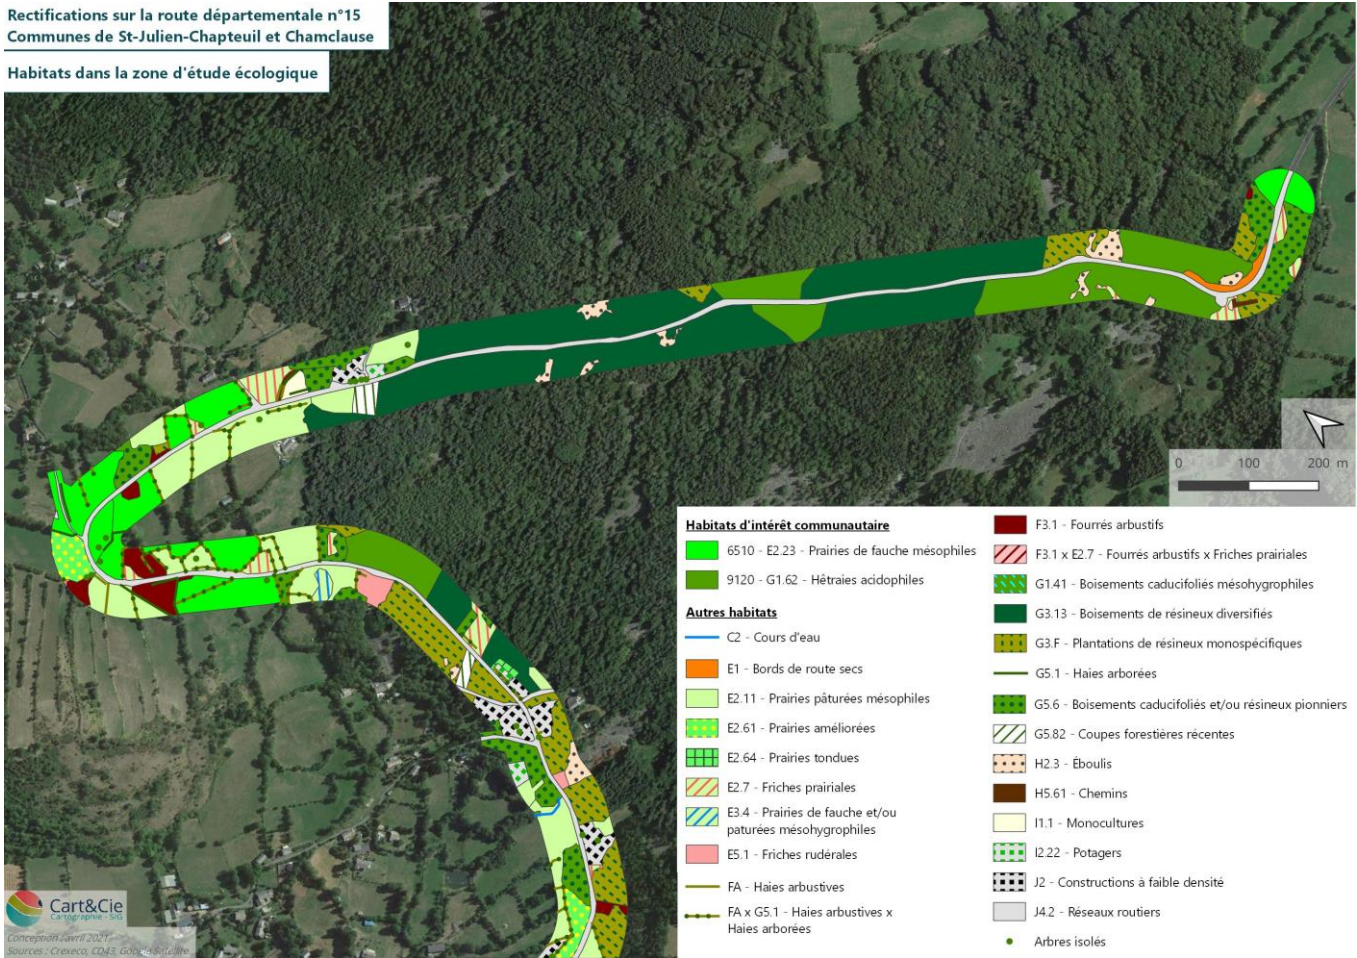 Rectifications sur la route départementale n°15
Communes de St-Julien-Chapteuil et Chamclause
Habitats dans la zone d'étude écologique
0 100 200 m
Habitats d'intérêt communautaire
6510 - E2.23 - Prairies de fauche mésophiles
9120 - G1.62 - Hêtraies acidophiles
Autres habitats
C2 - Cours d'eau
E1 - Bords de route secs
E2.11 - Prairies pâturées mésophiles
E2.61 - Prairies améliorées
E2.64 - Prairies tondues
E2.7 - Friches prairiales
E3.4 - Prairies de fauche et/ou
paturées mésohygrophiles
E5.1 - Friches rudérales
FA - Haies arbustives
FA x G5.1 - Haies arbustives x
Haies arborées
F3.1 - Fourrés arbustifs
F3.1 x E2.7 - Fourrés arbustifs x Friches prairiales
G1.41 - Boisements caducifoliés mésohygrophiles
G3.13 - Boisements de résineux diversifiés
G3.F - Plantations de résineux monospécifiques
G5.1 - Haies arborées
G5.6 - Boisements caducifoliés et/ou résineux pionniers
G5.82 - Coupes forestières récentes
H2.3 - Éboulis
H5.61 - Chemins
I1.1 - Monocultures
I2.22 - Potagers
J2 - Constructions à faible densité
J4.2 - Réseaux routiers
Arbres isolés
Cart&Cie
Cartographie - SIG
Conception : avril 2021
Sources : Crexeco, CD43, Google Satellite